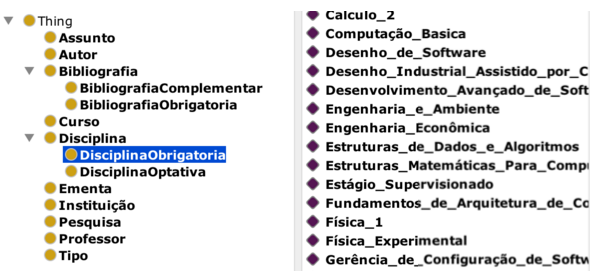 Thing
Assunto
Autor
Bibliografia
BibliografiaComplementar
BibliografiaObrigatoria
Curso
Disciplina
DisciplinaObrigatoria
DisciplinaOptativa
Ementa
Instituição
Pesquisa
Professor
Tipo
Calculo_2
Computação_Basica
Desenho_de_Software
Desenho_Industrial_Assistido_por_C
Desenvolvimento_Avançado_de_Soft
Engenharia_e_Ambiente
Engenharia_Econômica
Estruturas_de_Dados_e_Algoritmos
Estruturas_Matemáticas_Para_Comp
Estágio_Supervisionado
Fundamentos_de_Arquitetura_de_Co
Física_1
Física_Experimental
Gerência_de_Configuração_de_Softw